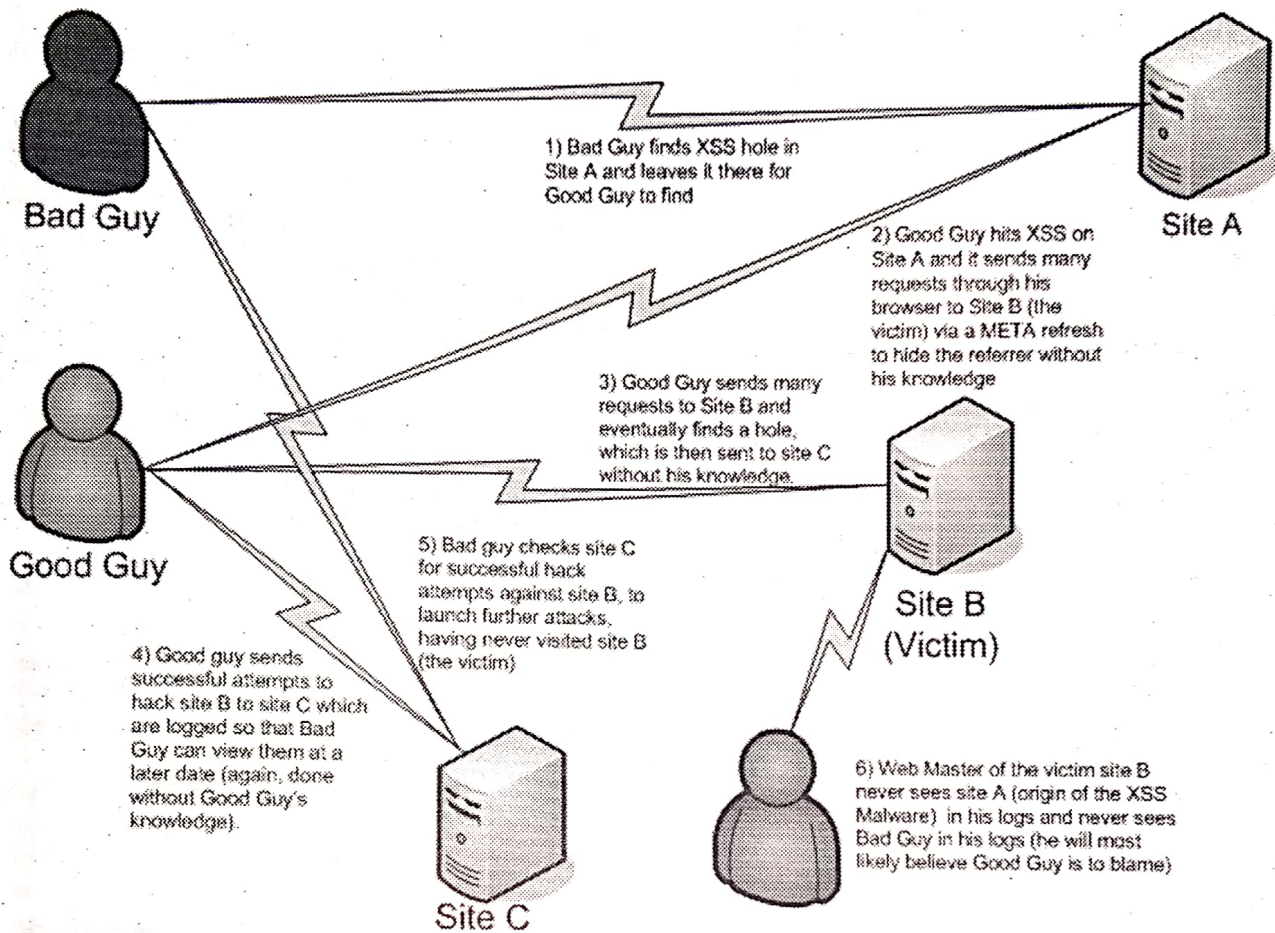 Bad Guy
1) Bad Guy finds XSS hole in
Site A and leaves it there for
Good Guy to find
Site A
2) Good Guy hits XSS on
Site A and it sends many
requests through his
browser to Site B (the
victim) via a META refresh
to hide the referrer without
his knowledge
Good Guy
3) Good Guy sends many
requests to Site B and
eventually finds a hole,
which is then sent to site C
without his knowledge.
Site B
(Victim)
5) Bad guy checks site C
for successful hack
attempts against site B, to
launch further attacks,
having never visited site B
(the victim)
4) Good guy sends
successful attempts to
hack site B to site C which
are logged so that Bad
Guy can view them at a
later date (again, done
without Good Guy's
knowledge).
Site C
6) Web Master of the victim site B
never sees site A (origin of the XSS
Malware) in his logs and never sees
Bad Guy in his logs (he will most
likely believe Good Guy is to blame)